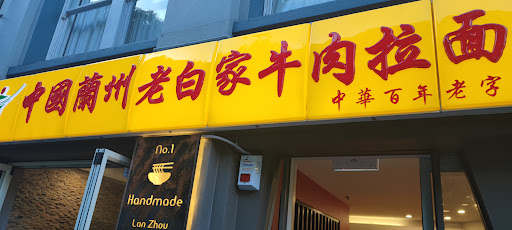 中國蘭州老白家牛肉拉面
中華百年老字
No.1
Handmade
Lan Zhou